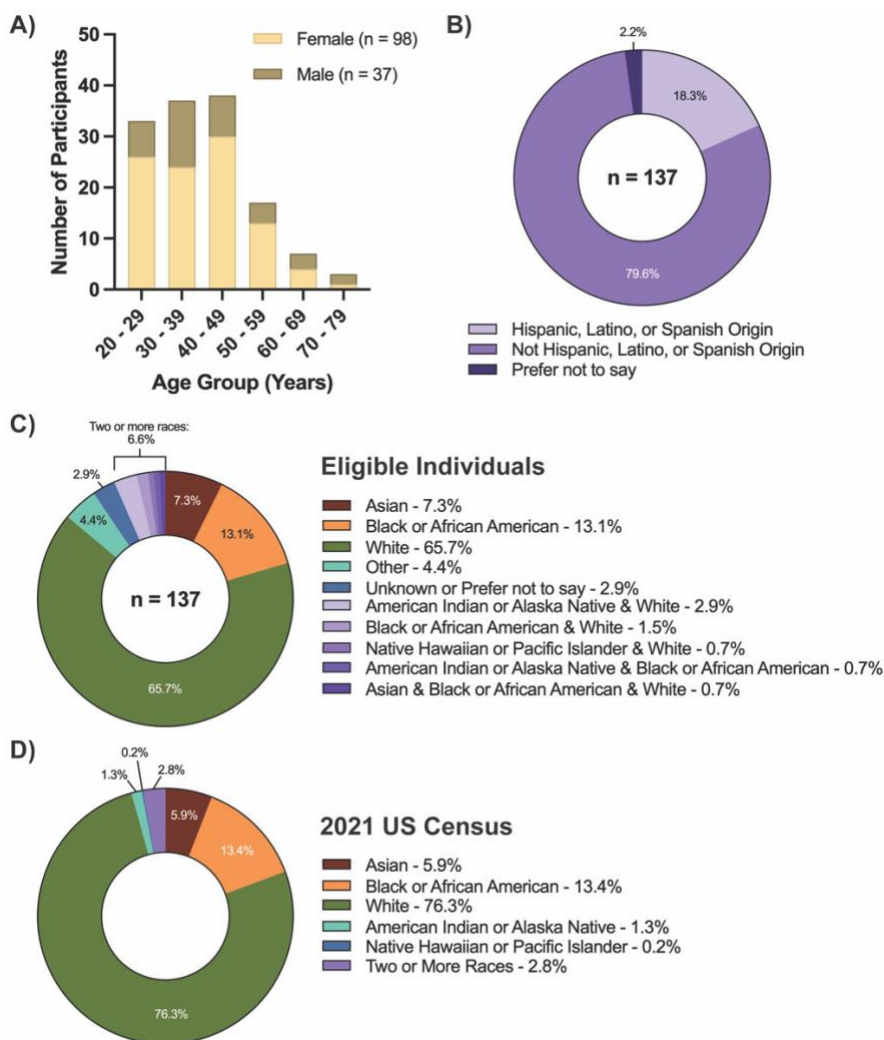 A)
Number of Participants
50
40
30
20
10
0
Female (n = 98)
Male (n = 37)
20 - 29
30 - 39
40 - 49
50 - 59
60 - 69
70 - 79
Age Group (Years)
B)
2.2%
18.3%
n = 137
79.6%
Hispanic, Latino, or Spanish Origin
Not Hispanic, Latino, or Spanish Origin
Prefer not to say
C)
Two or more races:
6.6%
2.9%
4.4%
7.3%
13.1%
n = 137
65.7%
Eligible Individuals
Asian - 7.3%
Black or African American - 13.1%
White - 65.7%
Other - 4.4%
Unknown or Prefer not to say - 2.9%
American Indian or Alaska Native & White - 2.9%
Black or African American & White - 1.5%
Native Hawaiian or Pacific Islander & White - 0.7%
American Indian or Alaska Native & Black or African American - 0.7%
Asian & Black or African American & White - 0.7%
D)
0.2%
1.3%
2.8%
5.9%
13.4%
76.3%
2021 US Census
Asian - 5.9%
Black or African American - 13.4%
White - 76.3%
American Indian or Alaska Native - 1.3%
Native Hawaiian or Pacific Islander - 0.2%
Two or More Races - 2.8%